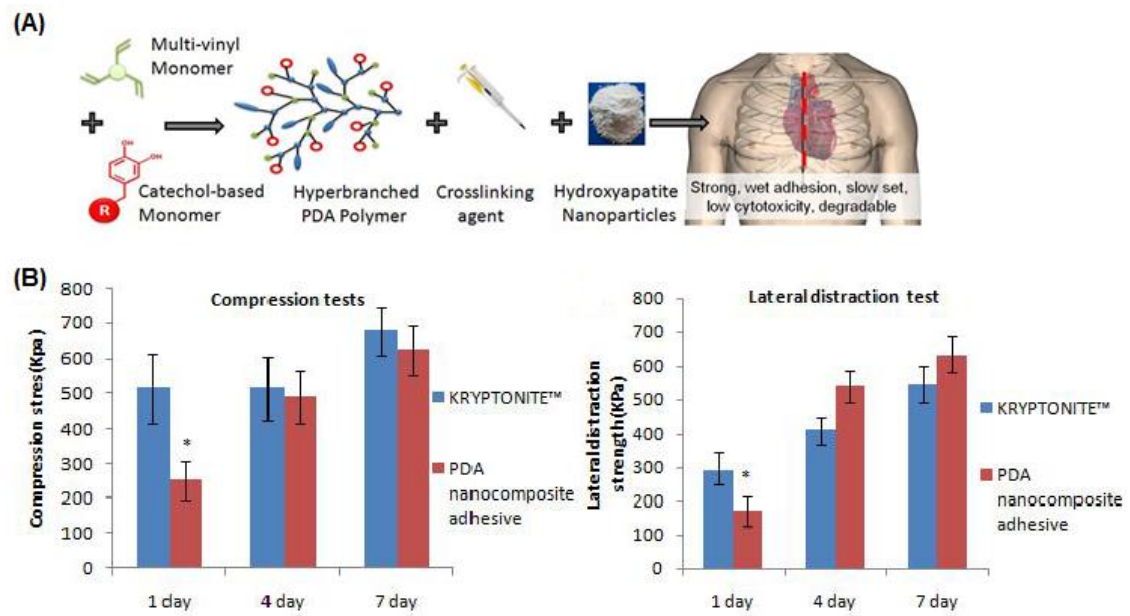 (A)
Multi-vinyl
Monomer
OH
HO
R
Catechol-based
Monomer
Hyperbranched
PDA Polymer
Crosslinking
agent
Hydroxyapatite
Nanoparticles
Strong, wet adhesion, slow set,
low cytotoxicity, degradable
(B)
Compression tests
Compression stres(Kpa)
800
700
600
500
400
300
200
100
0
*
1 day
4 day
7 day
KRYPTONITE™
PDA
nanocomposite
adhesive
Lateral distraction test
Lateral distraction
strength(KPa)
800
700
600
500
400
300
200
100
0
*
1 day
4 day
7 day
KRYPTONITE™
PDA
nanocomposite
adhesive